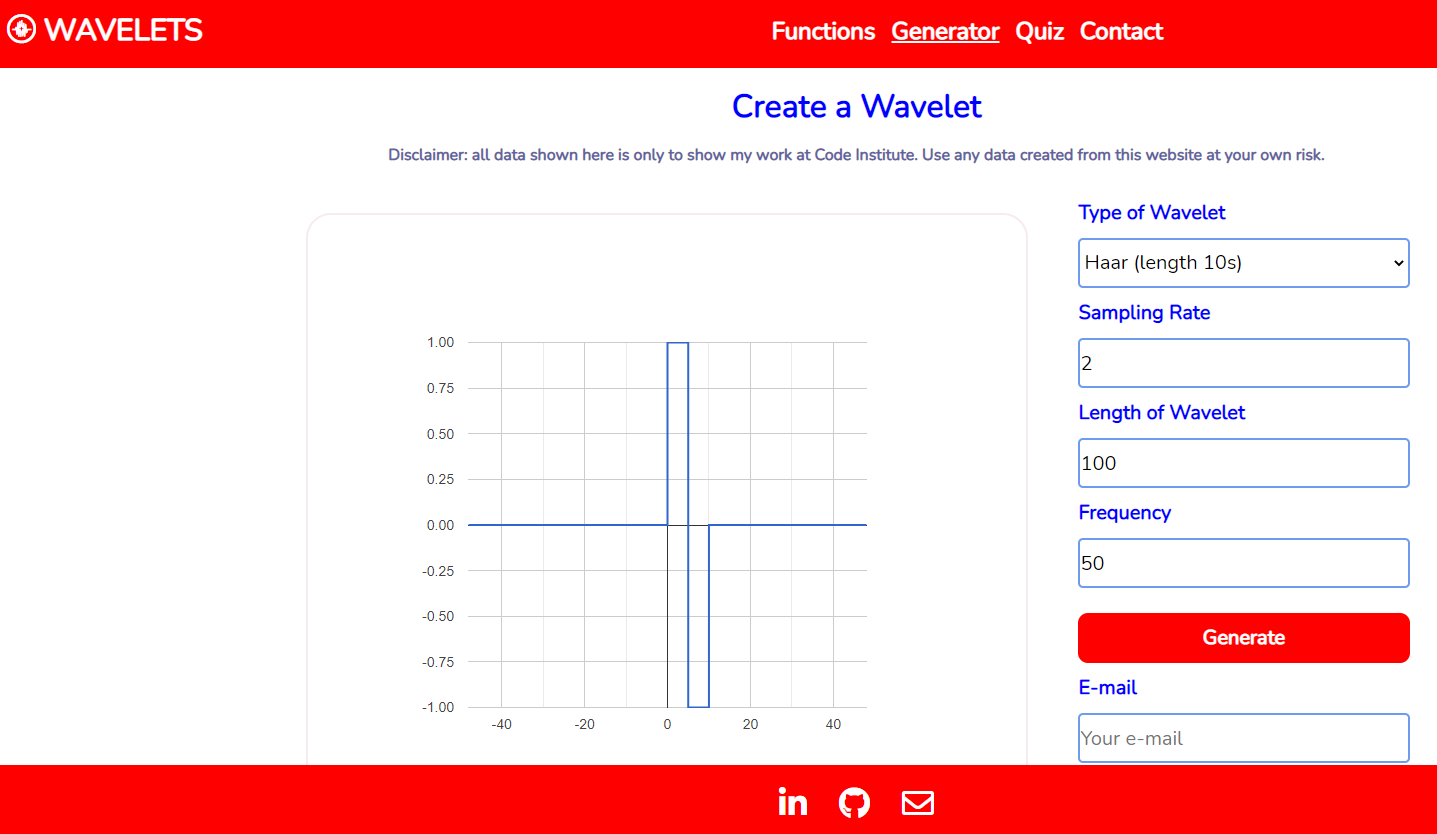 WAVELETS
Functions Generator Quiz Contact
Create a Wavelet
Disclaimer: all data shown here is only to show my work at Code Institute. Use any data created from this website at your own risk.
1.00
0.75
0.50
0.25
0.00
-0.25
-0.50
-0.75
-1.00
-40 -20 0 20 40
Type of Wavelet
Haar (length 10s)
Sampling Rate
2
Length of Wavelet
100
Frequency
50
Generate
E-mail
Your e-mail
in